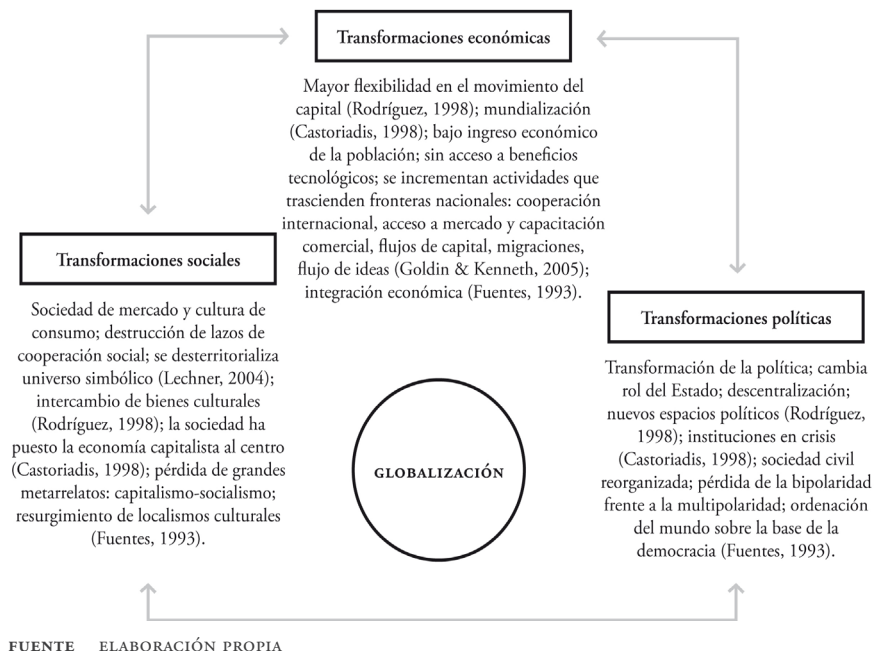 Transformaciones económicas
Mayor flexibilidad en el movimiento del
capital (Rodríguez, 1998); mundialización
(Castoriadis, 1998); bajo ingreso económico
de la población; sin acceso a beneficios
tecnológicos; se incrementan actividades que
trascienden fronteras nacionales: cooperación
internacional, acceso a mercado y capacitación
comercial, flujos de capital, migraciones,
flujo de ideas (Goldin & Kenneth, 2005);
integración económica (Fuentes, 1993).
Transformaciones sociales
Sociedad de mercado y cultura de
consumo; destrucción de lazos de
cooperación social; se desterritorializa
universo simbólico (Lechner, 2004);
intercambio de bienes culturales
(Rodríguez, 1998); la sociedad ha
puesto la economía capitalista al centro
(Castoriadis, 1998); pérdida de grandes
metarrelatos: capitalismo-socialismo;
resurgimiento de localismos culturales
(Fuentes, 1993).
GLOBALIZACIÓN
Transformaciones políticas
Transformación de la política; cambia
rol del Estado; descentralización;
nuevos espacios políticos (Rodríguez,
1998); instituciones en crisis
(Castoriadis, 1998); sociedad civil
reorganizada; pérdida de la bipolaridad
frente a la multipolaridad; ordenación
del mundo sobre la base de la
democracia (Fuentes, 1993).
FUENTE ELABORACIÓN PROPIA